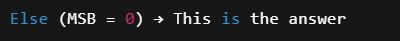 Else (MSB = 0) → This is the answer